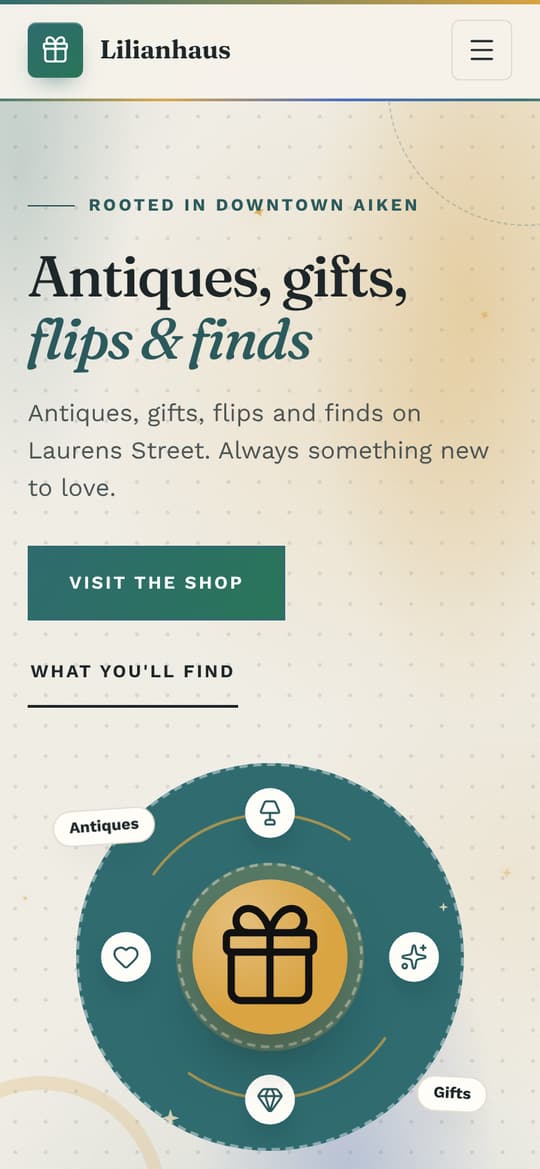 Lilianhaus
ROOTED IN DOWNTOWN AIKEN
Antiques, gifts,
flips & finds
Antiques, gifts, flips and finds on
Laurens Street. Always something new
to love.
VISIT THE SHOP
WHAT YOU'LL FIND
Antiques
Gifts